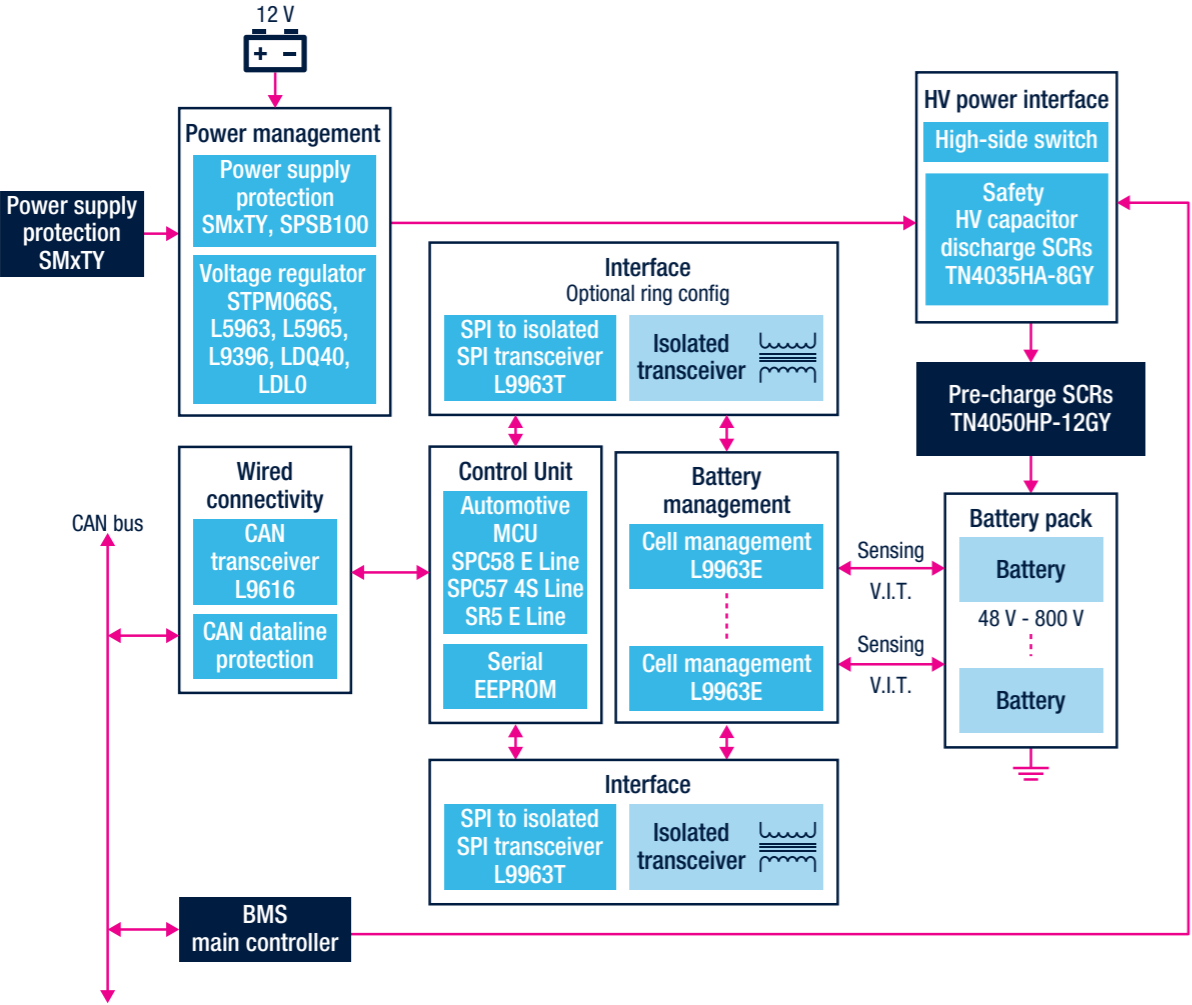 12 V
+ −
Power management
Power supply
protection
SMxTY, SPSB100
Voltage regulator
STPM066S,
L5963, L5965,
L9396, LDQ40,
LDL0
Power supply
protection
SMxTY
HV power interface
High-side switch
Safety
HV capacitor
discharge SCRs
TN4035HA-8GY
Interface
Optional ring config
SPI to isolated
SPI transceiver
L9963T
Isolated
transceiver
Pre-charge SCRs
TN4050HP-12GY
Wired
connectivity
CAN
transceiver
L9616
CAN dataline
protection
CAN bus
Control Unit
Automotive
MCU
SPC58 E Line
SPC57 4S Line
SR5 E Line
Serial
EEPROM
Battery
management
Cell management
L9963E
Cell management
L9963E
Sensing
V.I.T.
Sensing
V.I.T.
Battery pack
Battery
48 V - 800 V
Battery
Interface
SPI to isolated
SPI transceiver
L9963T
Isolated
transceiver
BMS
main controller